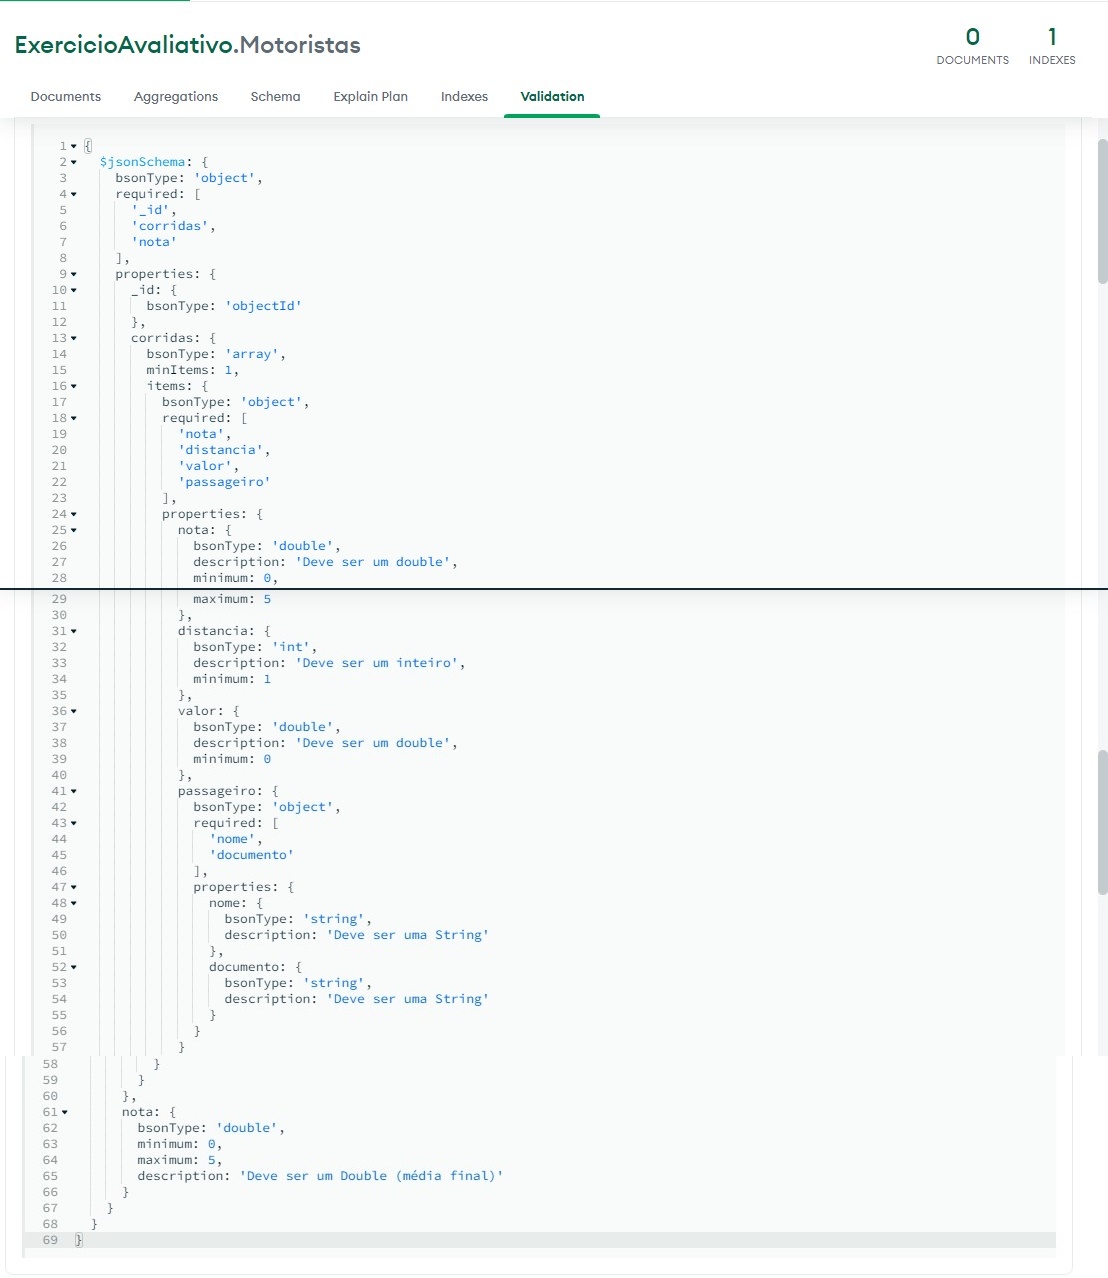 ExercicioAvaliativo.Motoristas
0 DOCUMENTS
1 INDEXES
Documents Aggregations Schema Explain Plan Indexes Validation
1 {
2 $jsonSchema: {
3 bsonType: 'object',
4 required: [
5 '_id',
6 'corridas',
7 'nota'
8 ],
9 properties: {
10 _id: {
11 bsonType: 'objectId'
12 },
13 corridas: {
14 bsonType: 'array',
15 minItems: 1,
16 items: {
17 bsonType: 'object',
18 required: [
19 'nota',
20 'distancia',
21 'valor',
22 'passageiro'
23 ],
24 properties: {
25 nota: {
26 bsonType: 'double',
27 description: 'Deve ser um double',
28 minimum: 0,
29 maximum: 5
30 },
31 distancia: {
32 bsonType: 'int',
33 description: 'Deve ser um inteiro',
34 minimum: 1
35 },
36 valor: {
37 bsonType: 'double',
38 description: 'Deve ser um double',
39 minimum: 0
40 },
41 passageiro: {
42 bsonType: 'object',
43 required: [
44 'nome',
45 'documento'
46 ],
47 properties: {
48 nome: {
49 bsonType: 'string',
50 description: 'Deve ser uma String'
51 },
52 documento: {
53 bsonType: 'string',
54 description: 'Deve ser uma String'
55 }
56 }
57 }
58 }
59 }
60 },
61 nota: {
62 bsonType: 'double',
63 minimum: 0,
64 maximum: 5,
65 description: 'Deve ser um Double (média final)'
66 }
67 }
68 }
69 }